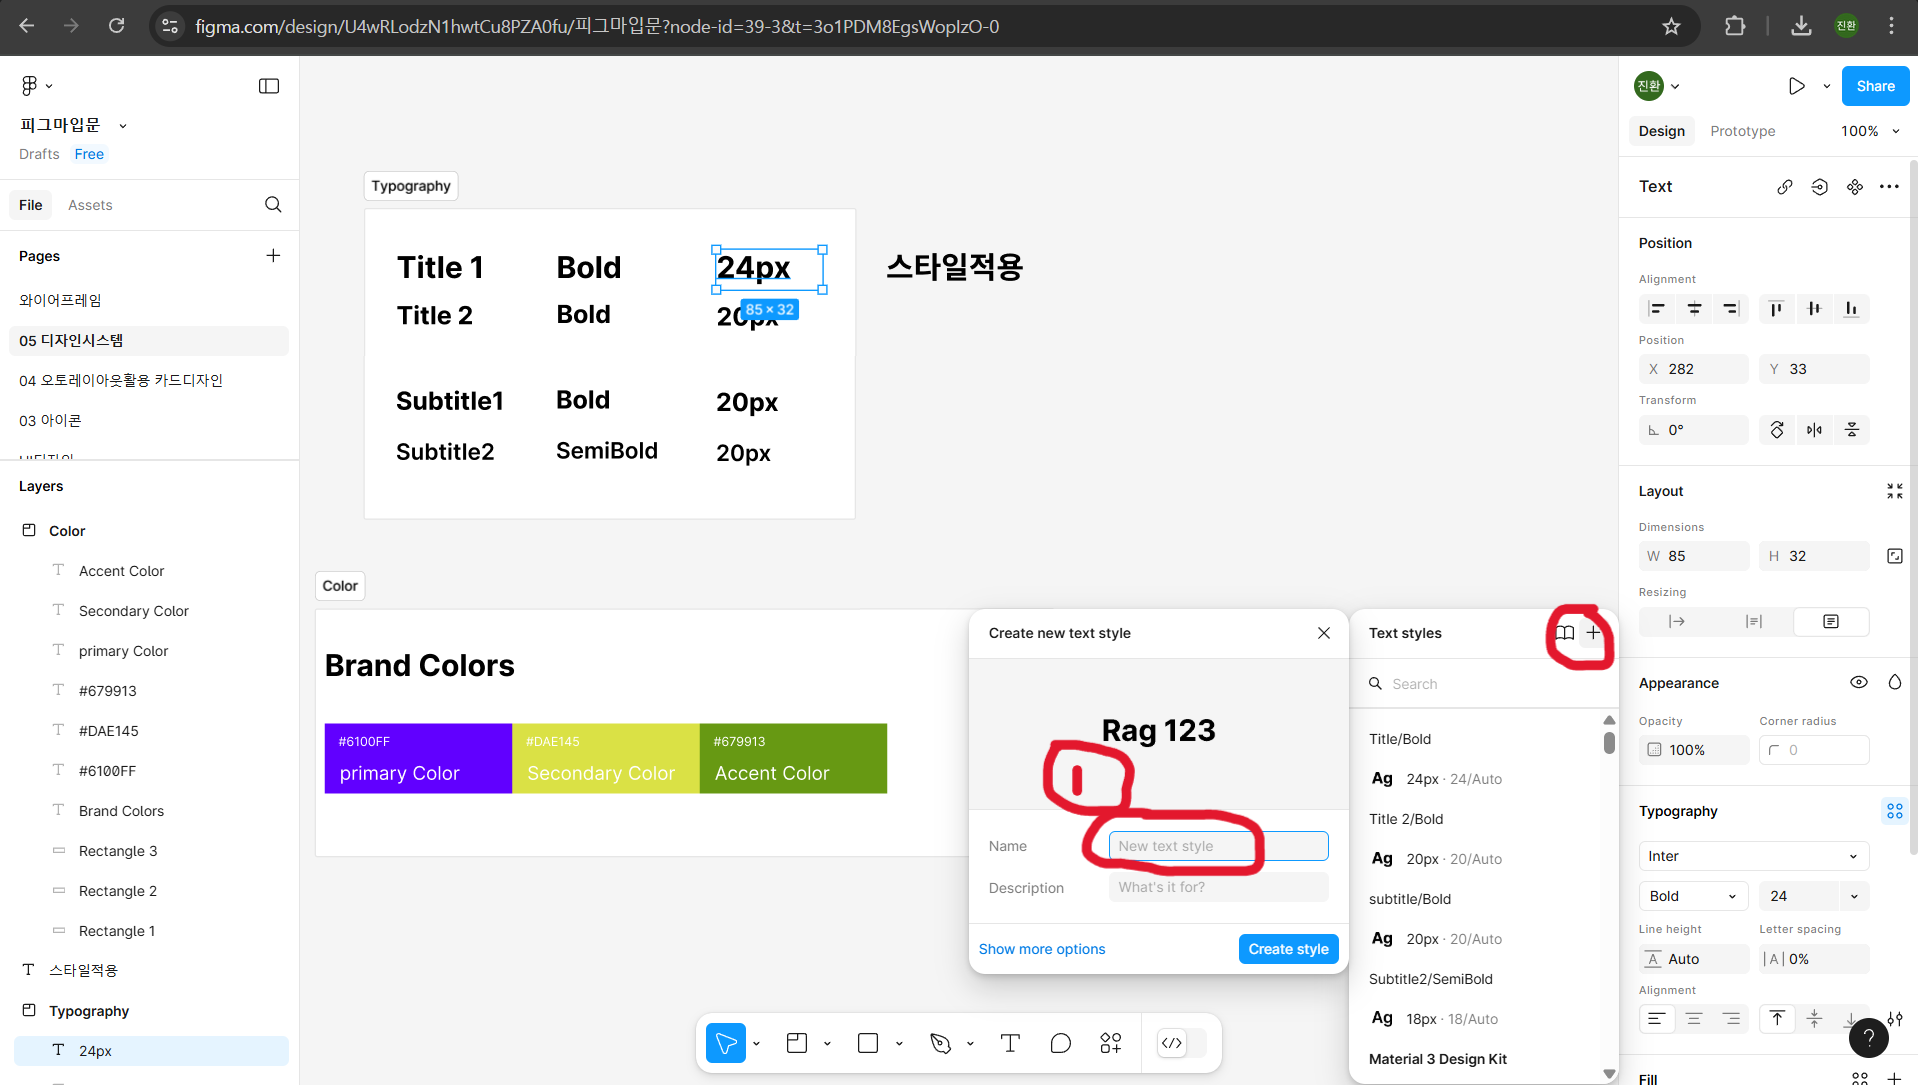 figma.com/design/U4wRLodzN1hwtCu8PZA0fu/피그마입문?node-id=39-3&t=3o1PDM8EgsWopIzO-0
진환
피그마입문
Drafts Free
File Assets
Pages
와이어프레임
05 디자인시스템
04 오토레이아웃활용 카드디자인
03 아이콘
Layers
Color
Accent Color
Secondary Color
primary Color
#679913
#DAE145
#6100FF
Brand Colors
Rectangle 3
Rectangle 2
Rectangle 1
스타일적용
Typography
24px
Typography
Title 1 Bold 24px
85 × 32
Title 2 Bold 20px
Subtitle1 Bold 20px
Subtitle2 SemiBold 20px
스타일적용
Color
Brand Colors
#6100FF #DAE145 #679913
primary Color Secondary Color Accent Color
Create new text style
Rag 123
Name New text style
Description What's it for?
Show more options Create style
Text styles
Search
Title/Bold
Ag 24px · 24/Auto
Title 2/Bold
Ag 20px · 20/Auto
subtitle/Bold
Ag 20px · 20/Auto
Subtitle2/SemiBold
Ag 18px · 18/Auto
Material 3 Design Kit
진환 Share
Design Prototype 100%
Text
Position
Alignment
Position
X 282 Y 33
Transform
0°
Layout
Dimensions
W 85 H 32
Resizing
Appearance
Opacity Corner radius
100% 0
Typography
Inter
Bold 24
Line height Letter spacing
A Auto |A| 0%
Alignment
?
Fill